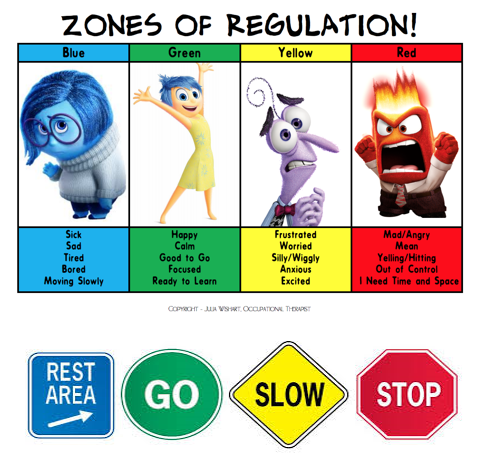 ZONES OF REGULATION!
Blue Green Yellow Red
Sick Happy Frustrated Mad/Angry
Sad Calm Worried Mean
Tired Good to Go Silly/Wiggly Yelling/Hitting
Bored Focused Anxious Out of Control
Moving Slowly Ready to Learn Excited I Need Time and Space
Copyright - Julia Wishart, Occupational Therapist
REST
AREA GO SLOW STOP